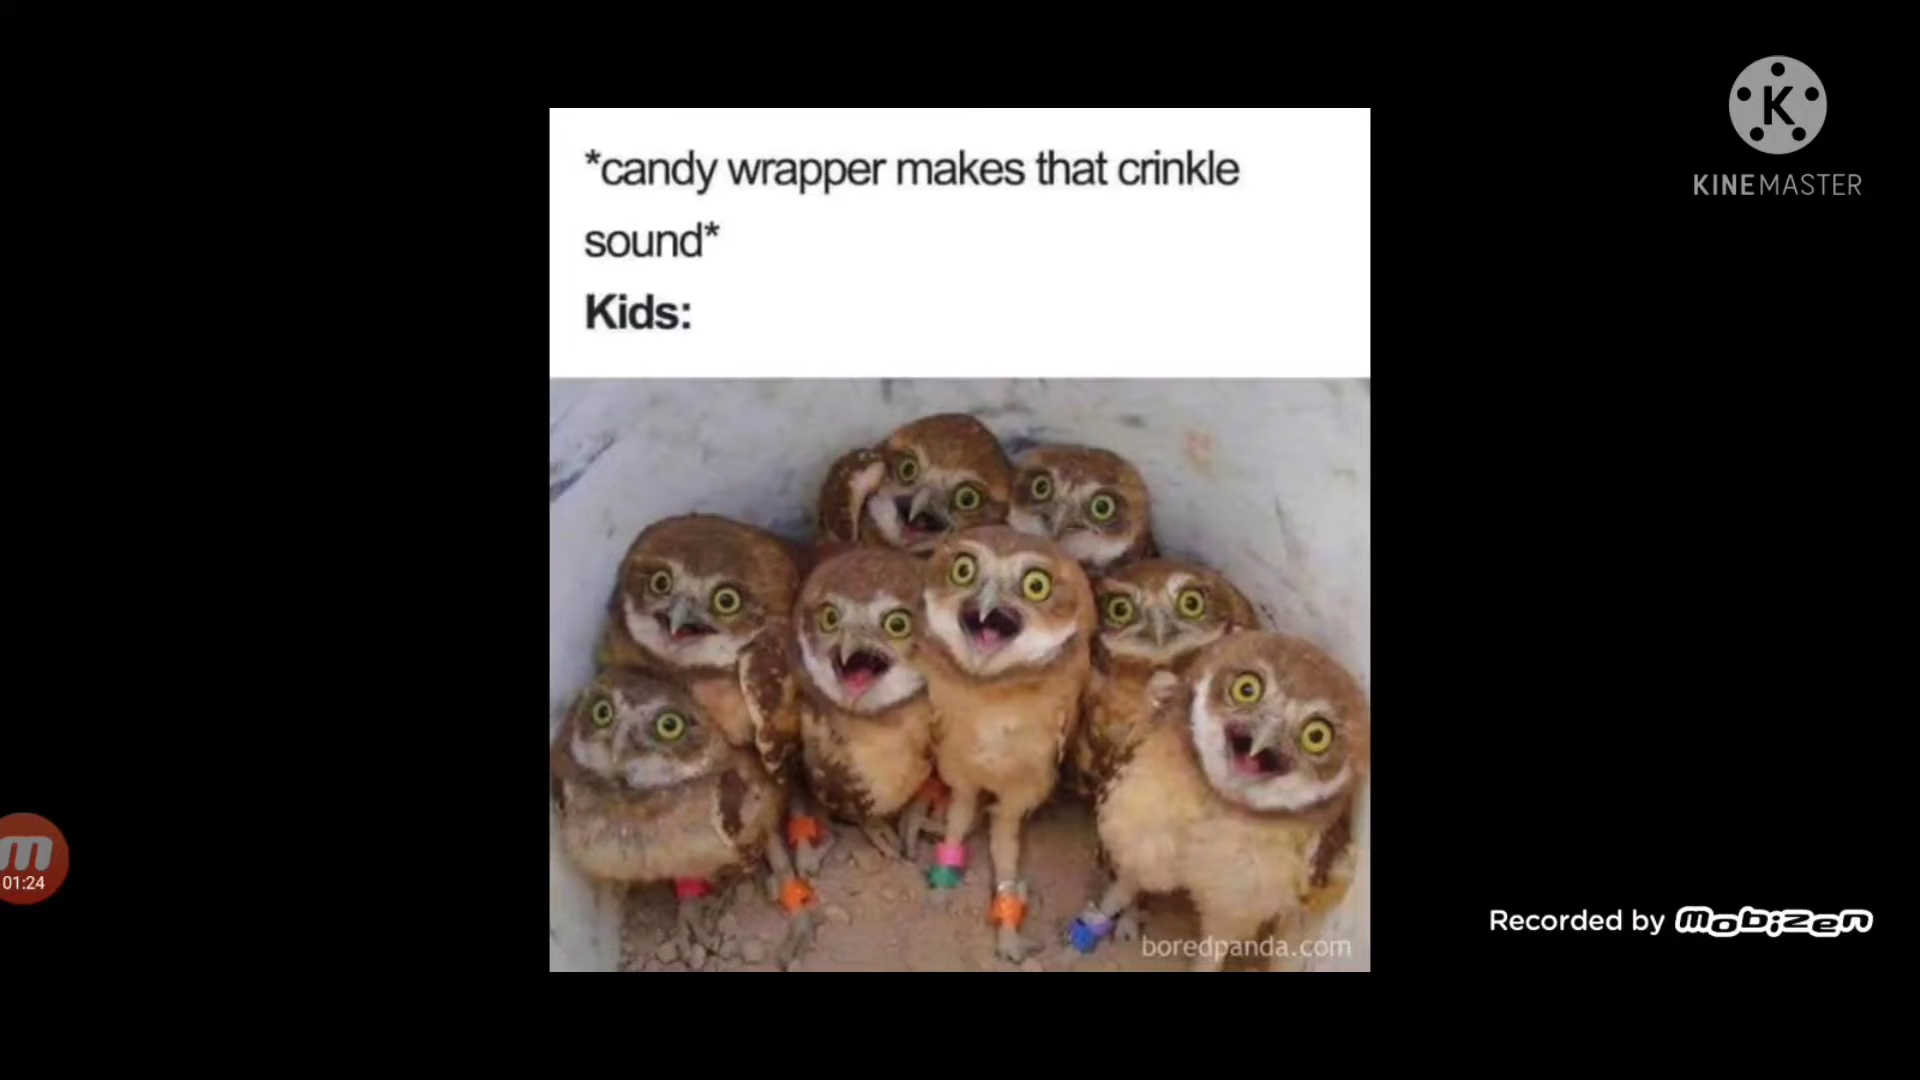 *candy wrapper makes that crinkle
sound*
Kids:
K
KINEMASTER
m
01:24
Recorded by mobizen
boredpanda.com